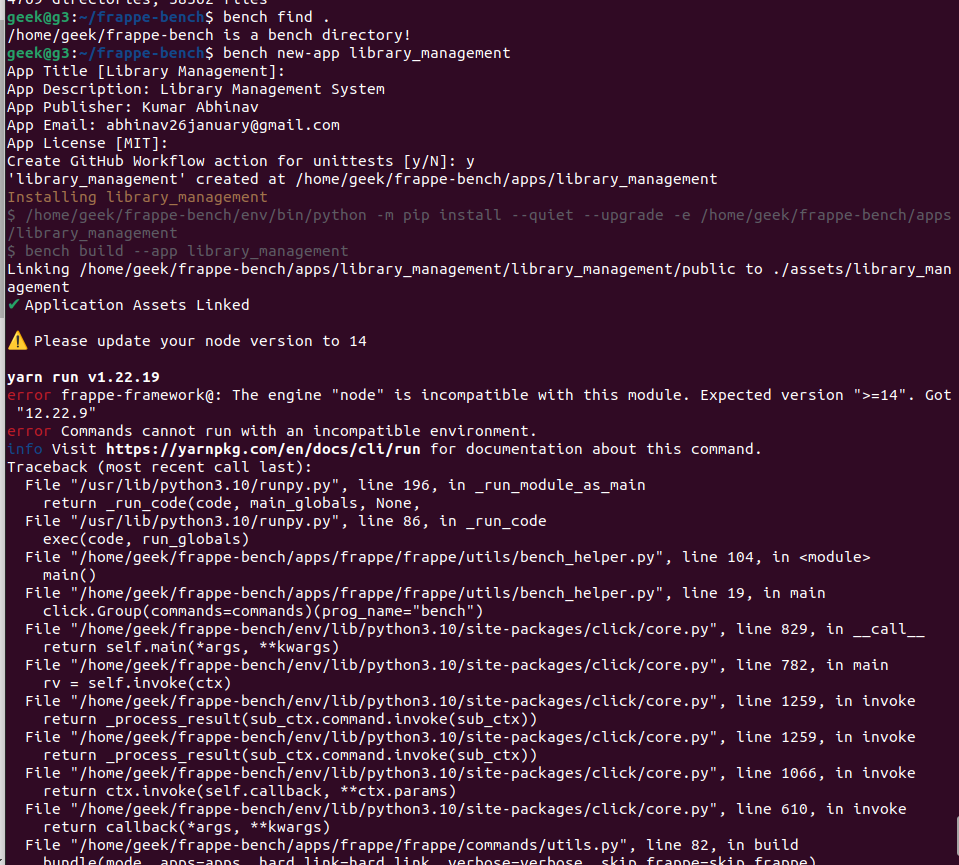 4769 directories, 38362 files
geek@g3:~/frappe-bench$ bench find .
/home/geek/frappe-bench is a bench directory!
geek@g3:~/frappe-bench$ bench new-app library_management
App Title [Library Management]:
App Description: Library Management System
App Publisher: Kumar Abhinav
App Email: abhinav26january@gmail.com
App License [MIT]:
Create GitHub Workflow action for unittests [y/N]: y
'library_management' created at /home/geek/frappe-bench/apps/library_management
Installing library_management
$ /home/geek/frappe-bench/env/bin/python -m pip install --quiet --upgrade -e /home/geek/frappe-bench/apps
/library_management
$ bench build --app library_management
Linking /home/geek/frappe-bench/apps/library_management/library_management/public to ./assets/library_man
agement
✔ Application Assets Linked
⚠️ Please update your node version to 14
yarn run v1.22.19
error frappe-framework@: The engine "node" is incompatible with this module. Expected version ">=14". Got
"12.22.9"
error Commands cannot run with an incompatible environment.
info Visit https://yarnpkg.com/en/docs/cli/run for documentation about this command.
Traceback (most recent call last):
File "/usr/lib/python3.10/runpy.py", line 196, in _run_module_as_main
return _run_code(code, main_globals, None,
File "/usr/lib/python3.10/runpy.py", line 86, in _run_code
exec(code, run_globals)
File "/home/geek/frappe-bench/apps/frappe/frappe/utils/bench_helper.py", line 104, in <module>
main()
File "/home/geek/frappe-bench/apps/frappe/frappe/utils/bench_helper.py", line 19, in main
click.Group(commands=commands)(prog_name="bench")
File "/home/geek/frappe-bench/env/lib/python3.10/site-packages/click/core.py", line 829, in __call__
return self.main(*args, **kwargs)
File "/home/geek/frappe-bench/env/lib/python3.10/site-packages/click/core.py", line 782, in main
rv = self.invoke(ctx)
File "/home/geek/frappe-bench/env/lib/python3.10/site-packages/click/core.py", line 1259, in invoke
return _process_result(sub_ctx.command.invoke(sub_ctx))
File "/home/geek/frappe-bench/env/lib/python3.10/site-packages/click/core.py", line 1259, in invoke
return _process_result(sub_ctx.command.invoke(sub_ctx))
File "/home/geek/frappe-bench/env/lib/python3.10/site-packages/click/core.py", line 1066, in invoke
return ctx.invoke(self.callback, **ctx.params)
File "/home/geek/frappe-bench/env/lib/python3.10/site-packages/click/core.py", line 610, in invoke
return callback(*args, **kwargs)
File "/home/geek/frappe-bench/apps/frappe/frappe/commands/utils.py", line 82, in build
bundle(mode, apps=apps, hard_link=hard_link, verbose=verbose, skip_frappe=skip_frappe)